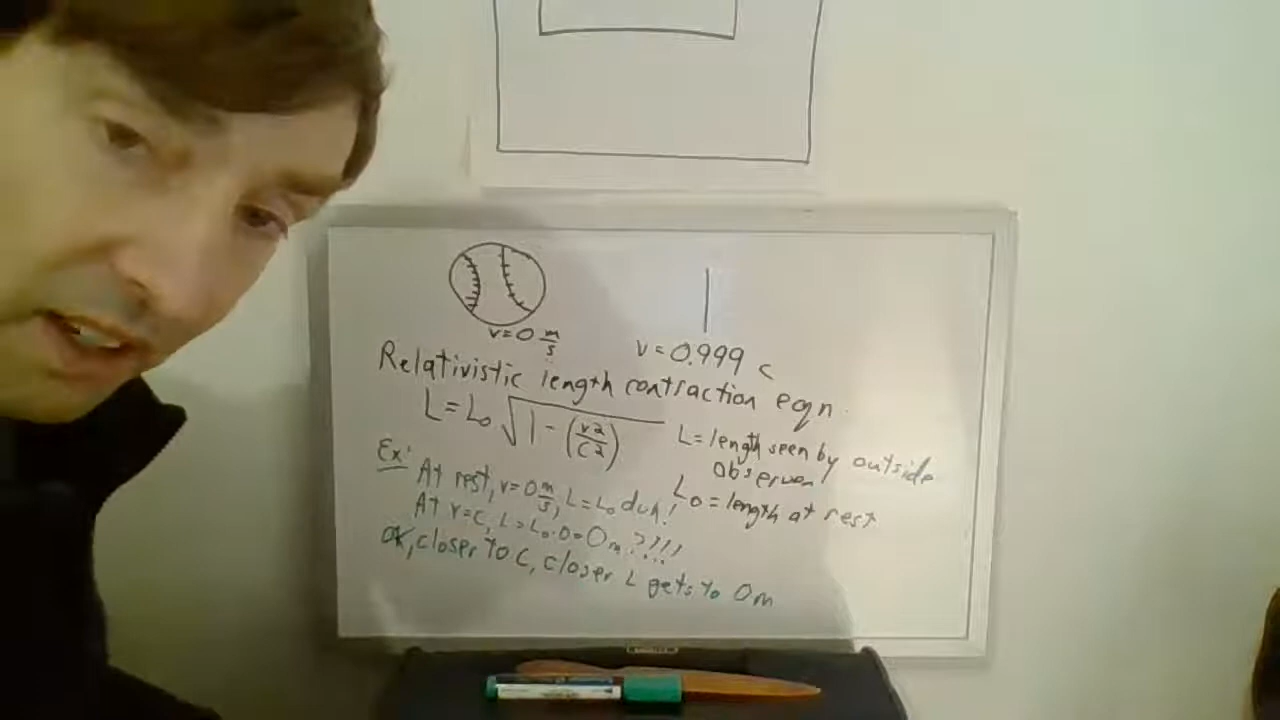 v=0 m/s
v=0.999 c
Relativistic length contraction eqn.
L=L₀ √1-(v2/c2)
L=length seen by outside
observer
L₀=length at rest
Ex: At rest, v=0 m/s, L=L₀ duh!
At v=c, L=L₀·0=0m?!!!
OK, closer to c, closer L gets to 0m